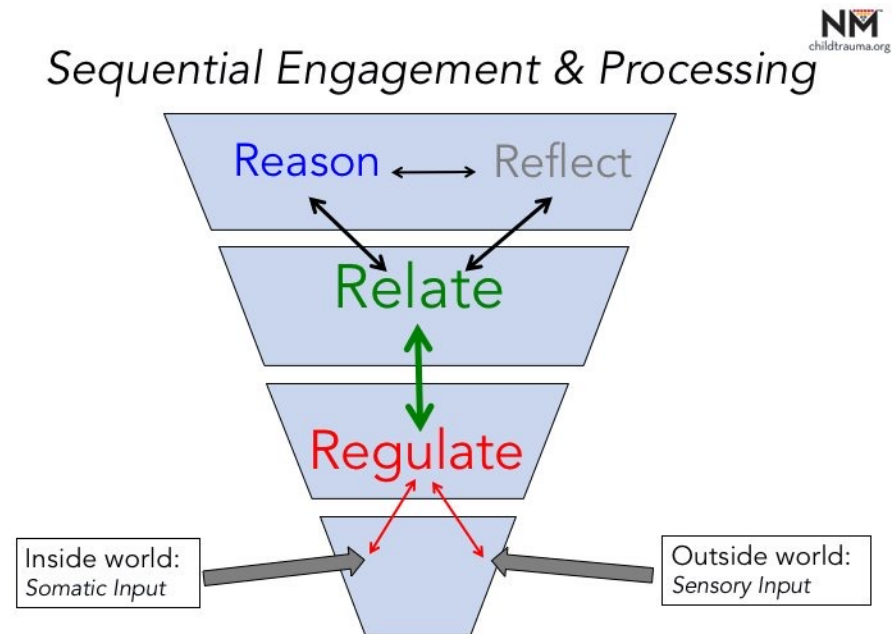 NM
childtrauma.org
Sequential Engagement & Processing
Reason
Reflect
Relate
Regulate
Inside world:
Somatic Input
Outside world:
Sensory Input